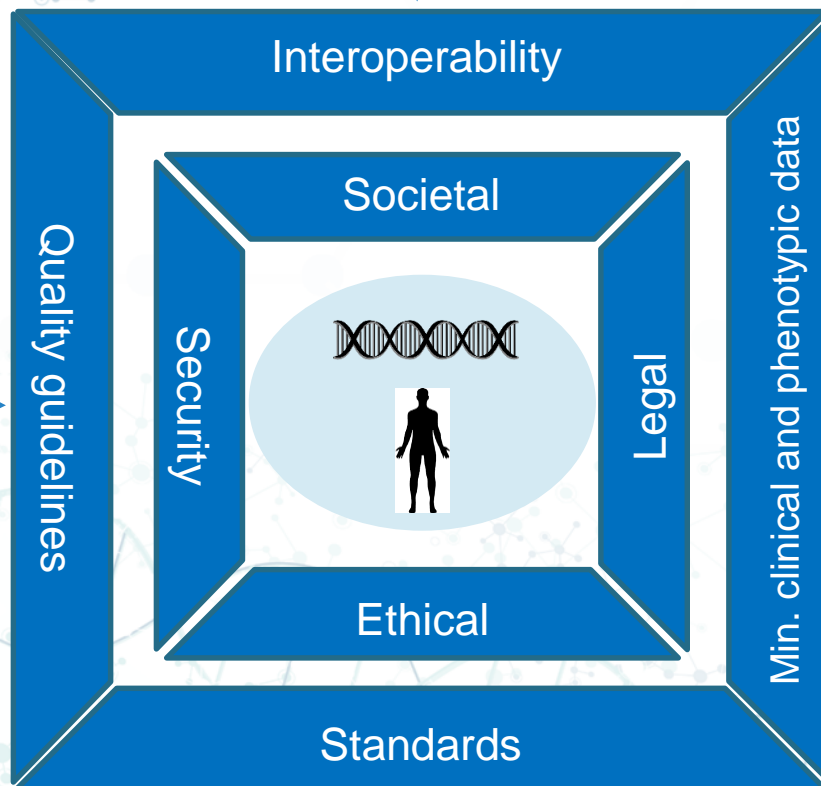 Interoperability
Societal
Quality guidelines
Security
Legal
Min. clinical and phenotypic data
Ethical
Standards